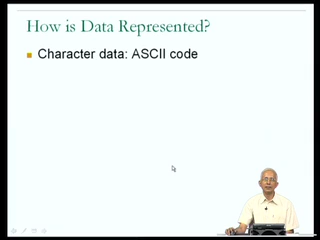 How is Data Represented?
Character data: ASCII code